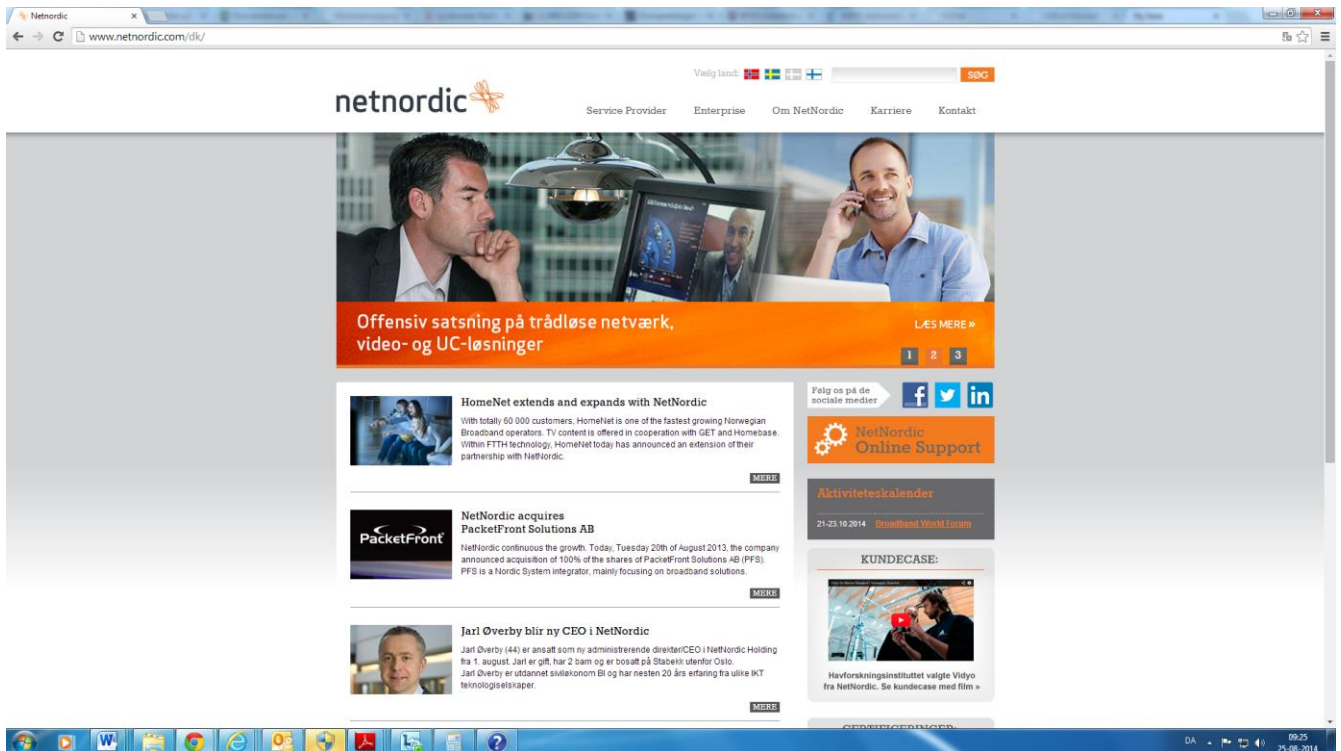 Netnordic
www.netnordic.com/dk/
Vælg land:
SØG
netnordic
Service Provider Enterprise Om NetNordic Karriere Kontakt
Offensiv satsning på trådløse netværk,
video- og UC-løsninger
LÆS MERE »
1 2 3
HomeNet extends and expands with NetNordic
With totally 60 000 customers, HomeNet is one of the fastest growing Norwegian
Broadband operators. TV content is offered in cooperation with GET and Homebase.
Within FTTH technology, HomeNet today has announced an extension of their
partnership with NetNordic.
MERE
NetNordic acquires
PacketFront Solutions AB
PacketFront
NetNordic continuous the growth. Today, Tuesday 20th of August 2013, the company
announced acquisition of 100% of the shares of PacketFront Solutions AB (PFS).
PFS is a Nordic System integrator, mainly focusing on broadband solutions.
MERE
Jarl Øverby blir ny CEO i NetNordic
Jarl Øverby (44) er ansatt som ny administrerende direktør/CEO i NetNordic Holding
fra 1. august. Jarl er gift, har 2 barn og er bosatt på Stabekk utenfor Oslo.
Jarl Øverby er utdannet siviløkonom BI og har nesten 20 års erfaring fra ulike IKT
teknologiselskaper.
MERE
Følg os på de
sociale medier
f
in
NetNordic
Online Support
Aktiviteteskalender
21-23.10.2014 Broadband World Forum
KUNDECASE:
Havforskningsinstituttet valgte Vidyo
fra NetNordic. Se kundecase med film »
CERTIFICERINGER:
DA
09:25
25-08-2014